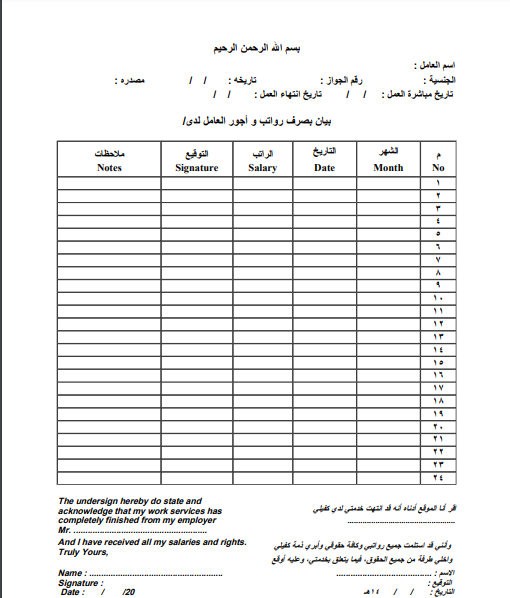 بسم الله الرحمن الرحيم
اسم العامل :
الجنسية : رقم الجواز : تاريخه : / / مصدره :
تاريخ مباشرة العمل : / / تاريخ انتهاء العمل : / /
بيان بصرف رواتب و أجور العامل لدى/
م الشهر التاريخ الراتب التوقيع ملاحظات
No Month Date Salary Signature Notes
١
٢
٣
٤
٥
٦
٧
٨
٩
١٠
١١
١٢
١٣
١٤
١٥
١٦
١٧
١٨
١٩
٢٠
٢١
٢٢
٢٣
٢٤
The undersign hereby do state and
acknowledge that my work services has
completely finished from my employer
Mr. ......................................................
And I have received all my salaries and rights.
Truly Yours,
Name : ......................................................
Signature :
Date : / /20
اقر أنا الموقع أدناه أنه قد انتهت خدمتي لدى كفيلي
......................................................
وأنني قد استلمت جميع رواتبي وكافة حقوقي وأبري ذمة كفيلي
واخلي طرفة من جميع الحقوق، فيما يتعلق بخدمتي، وعليه أوقع
الاسم : ......................................
التوقيع :
التاريخ : / / ١٤هـ